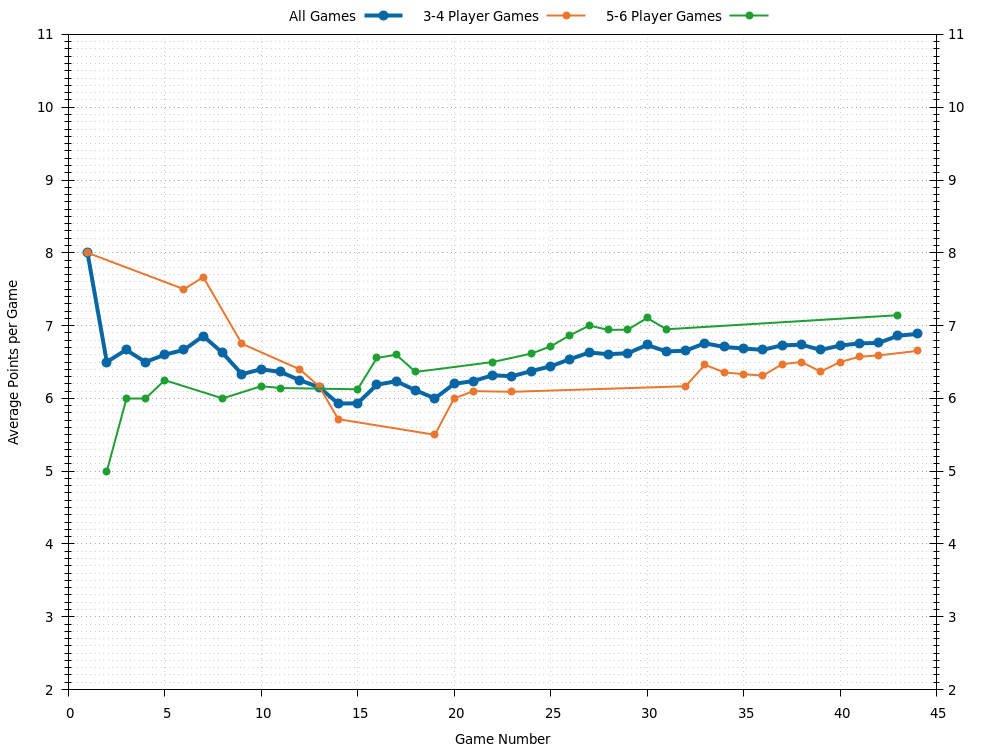 All Games 3-4 Player Games 5-6 Player Games
11 11
10 10
9 9
8 8
7 7
6 6
5 5
4 4
3 3
2 2
Average Points per Game
0 5 10 15 20 25 30 35 40 45
Game Number